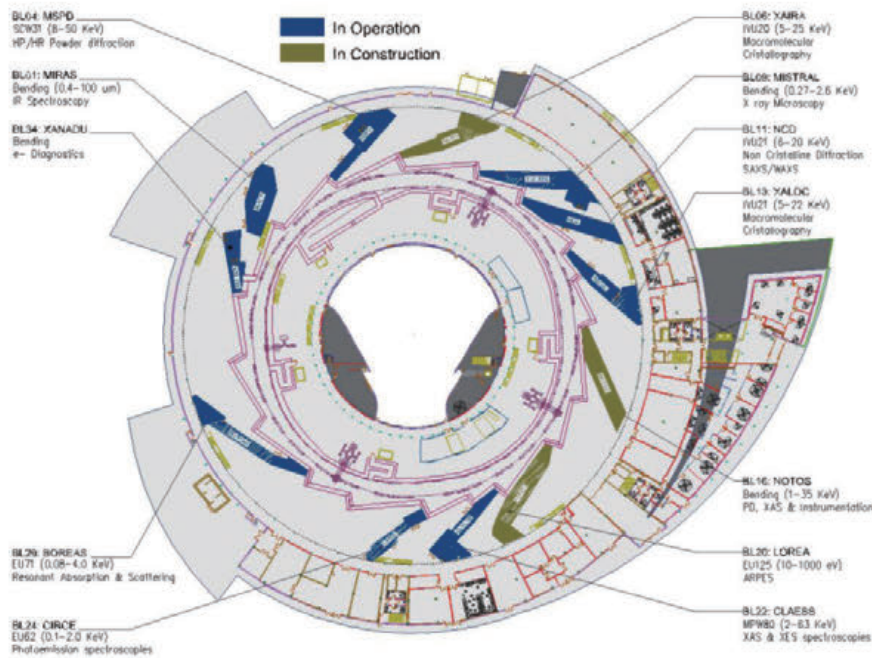 In Operation
In Construction
BL04: MSPD
SCW31 (8-50 KeV)
HP/HR Powder difraction
BL01: MIRAS
Bending (0.4-100 um)
IR Spectroscopy
BL34: XANADU
Bending
e- Diagnostics
BL06: XAIRA
IVU20 (5-25 KeV)
Macromolecular
Cristalography
BL09: MISTRAL
Bending (0.27-2.6 KeV)
X ray Microscopy
BL11: NCD
IVU21 (6-20 KeV)
Non Cristalline Difraction
SAXS/WAXS
BL13: XALOC
IVU21 (5-22 KeV)
Macromolecular
Cristalography
BL16: NOTOS
Bending (1-35 KeV)
PD, XAS & Instrumentation
BL20: LOREA
EU125 (10-1000 eV)
ARPES
BL22: CLAESS
MPW80 (2-63 KeV)
XAS & XES spectroscopies
BL29: BOREAS
EU71 (0.08-4.0 KeV)
Resonant Absorption & Scattering
BL24: CIRCE
EU62 (0.1-2.0 KeV)
Photoemission spectroscopies